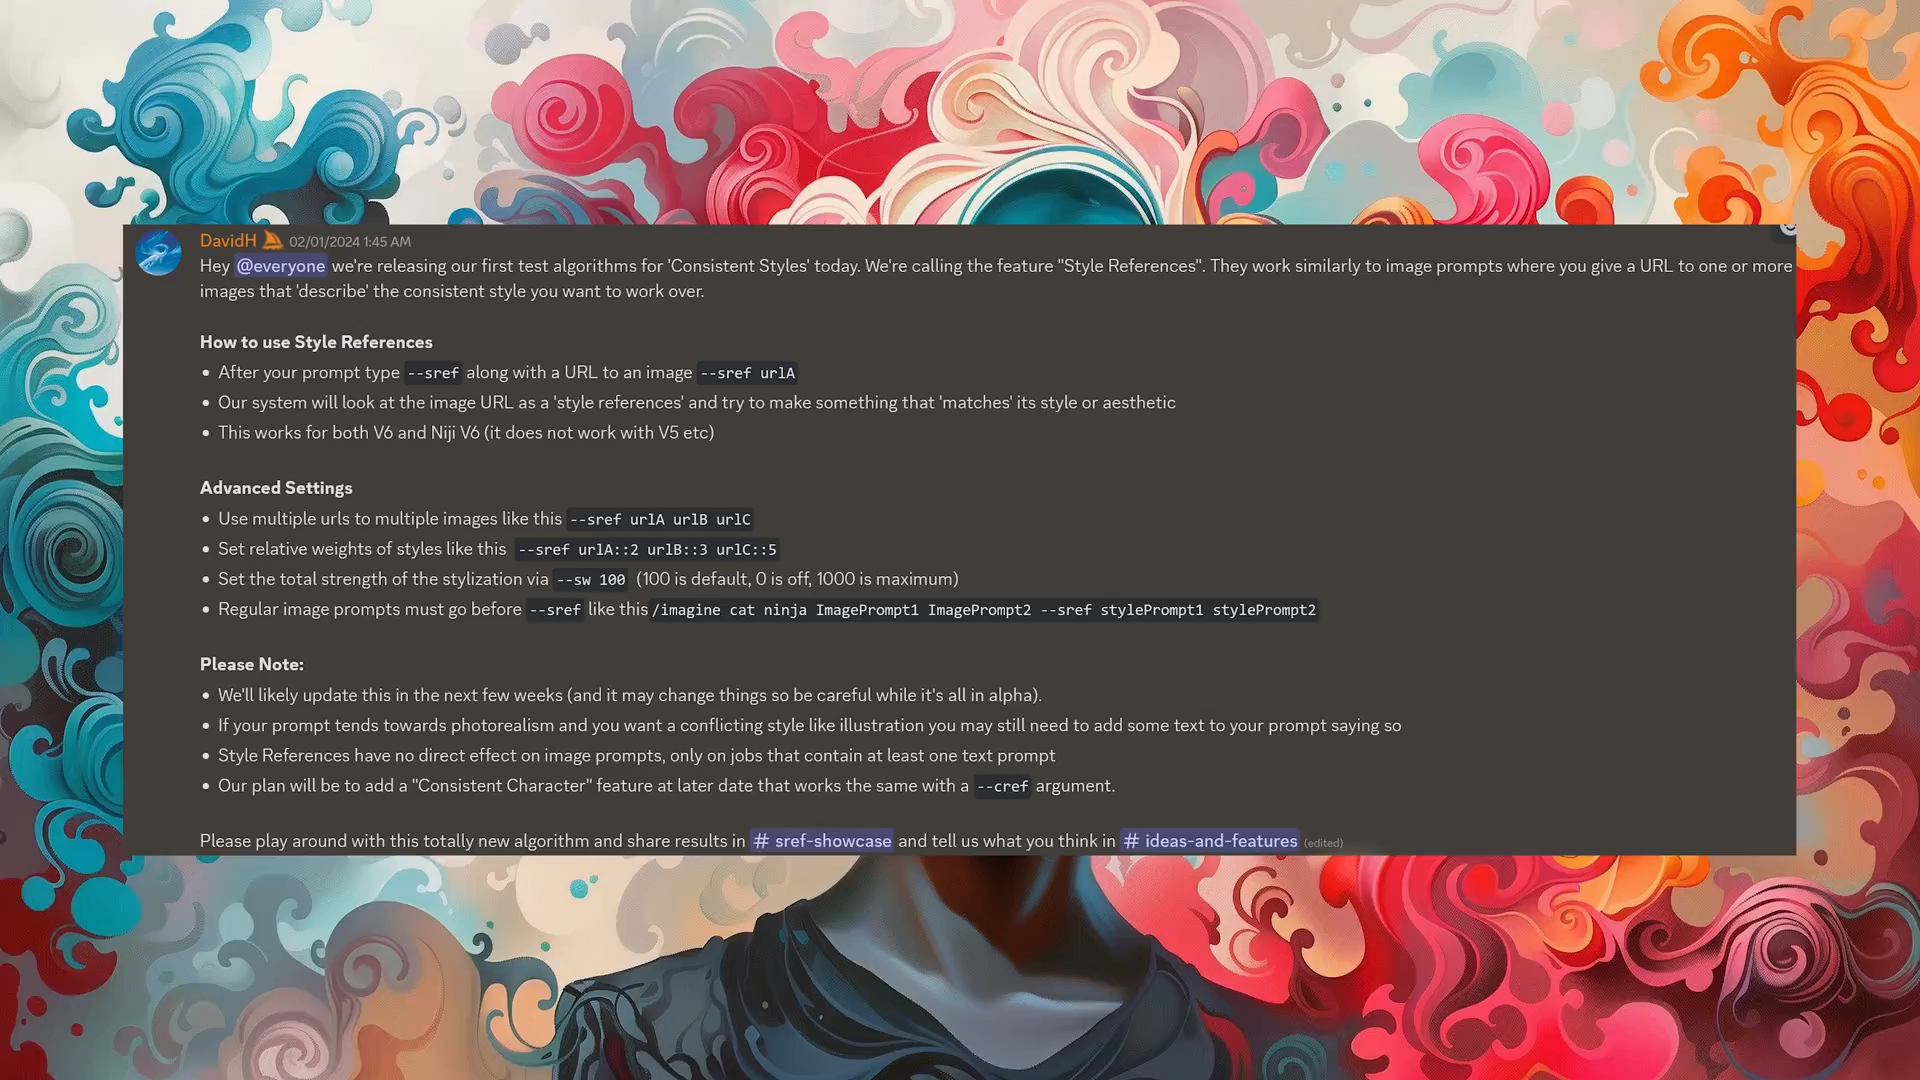 DavidH 02/01/2024 1:45 AM
Hey @everyone we're releasing our first test algorithms for 'Consistent Styles' today. We're calling the feature "Style References". They work similarly to image prompts where you give a URL to one or more
images that 'describe' the consistent style you want to work over.
How to use Style References
• After your prompt type --sref along with a URL to an image --sref urlA
• Our system will look at the image URL as a 'style references' and try to make something that 'matches' its style or aesthetic
• This works for both V6 and Niji V6 (it does not work with V5 etc)
Advanced Settings
• Use multiple urls to multiple images like this --sref urlA urlB urlC
• Set relative weights of styles like this --sref urlA::2 urlB::3 urlC::5
• Set the total strength of the stylization via --sw 100 (100 is default, 0 is off, 1000 is maximum)
• Regular image prompts must go before --sref like this /imagine cat ninja ImagePrompt1 ImagePrompt2 --sref stylePrompt1 stylePrompt2
Please Note:
• We'll likely update this in the next few weeks (and it may change things so be careful while it's all in alpha).
• If your prompt tends towards photorealism and you want a conflicting style like illustration you may still need to add some text to your prompt saying so
• Style References have no direct effect on image prompts, only on jobs that contain at least one text prompt
• Our plan will be to add a "Consistent Character" feature at later date that works the same with a --cref argument.
Please play around with this totally new algorithm and share results in # sref-showcase and tell us what you think in # ideas-and-features (edited)